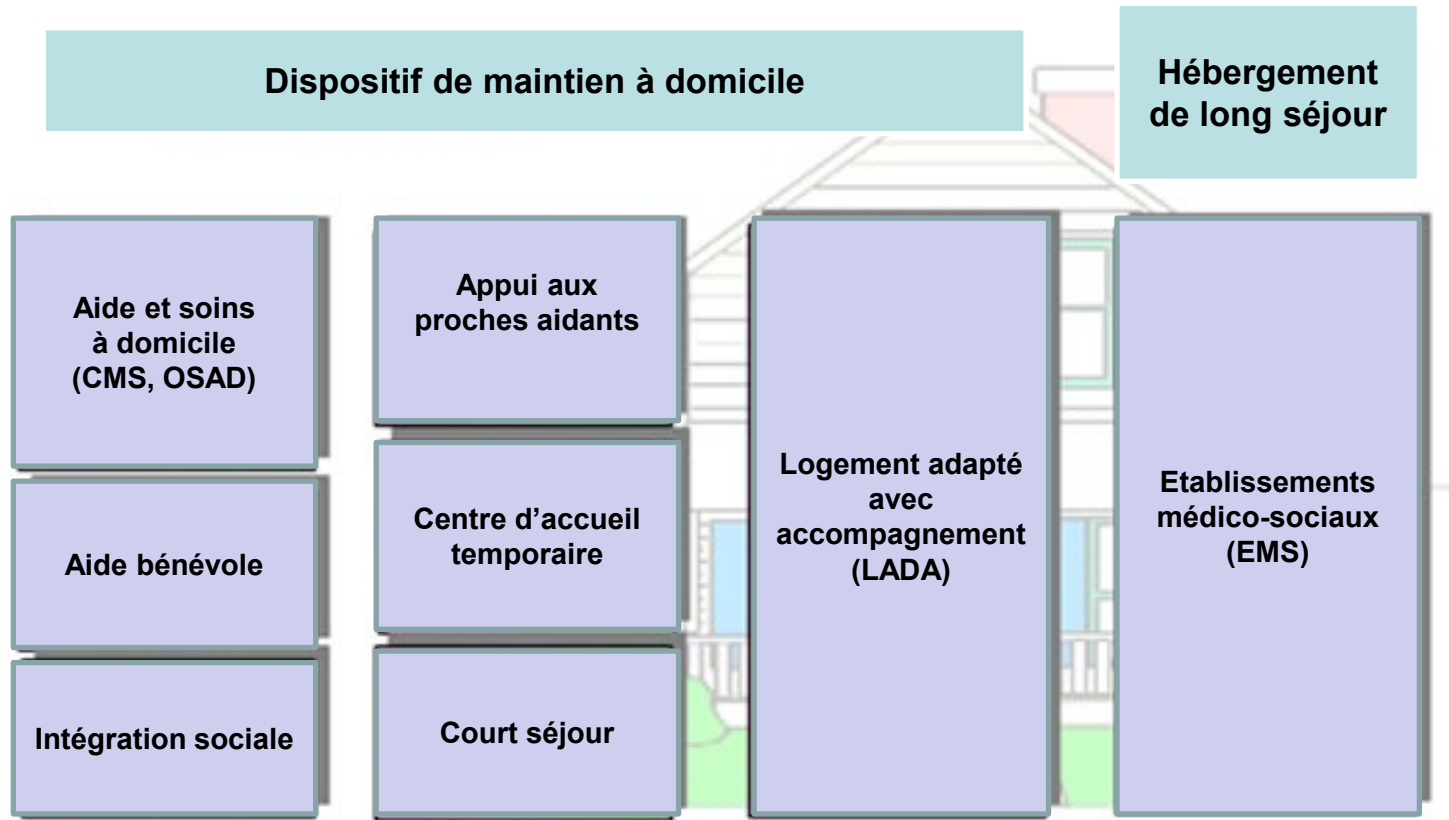 Dispositif de maintien à domicile
Hébergement
de long séjour
Aide et soins
à domicile
(CMS, OSAD)
Aide bénévole
Intégration sociale
Appui aux
proches aidants
Centre d’accueil
temporaire
Court séjour
Logement adapté
avec
accompagnement
(LADA)
Etablissements
médico-sociaux
(EMS)